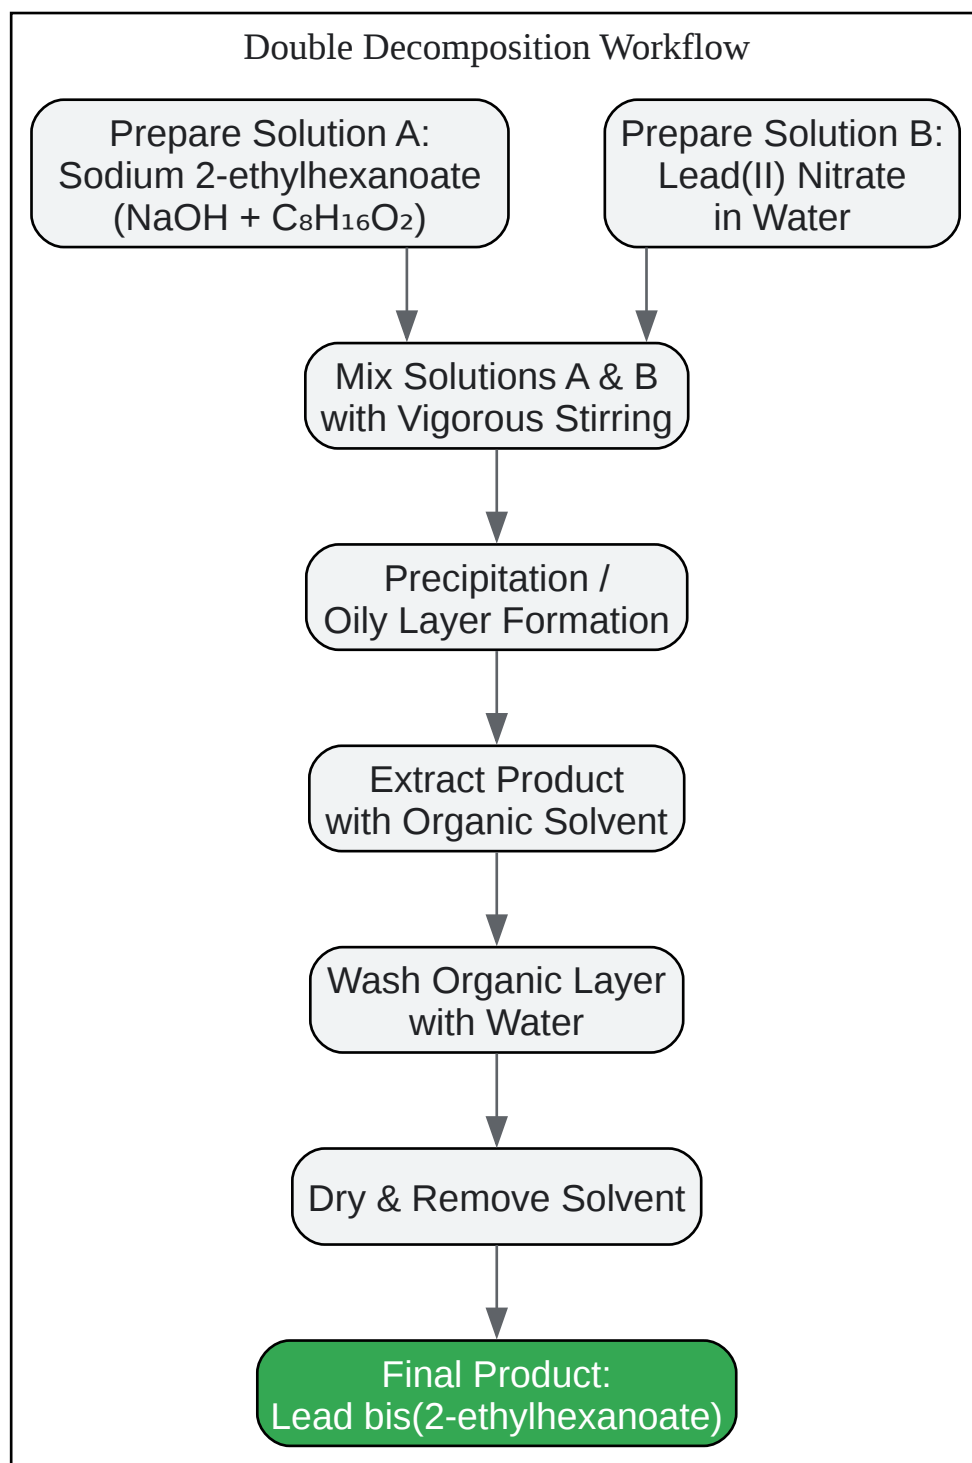 Double Decomposition Workflow
Prepare Solution A:
Sodium 2-ethylhexanoate
(NaOH + C₈H₁₆O₂)
Prepare Solution B:
Lead(II) Nitrate
in Water
Mix Solutions A & B
with Vigorous Stirring
Precipitation /
Oily Layer Formation
Extract Product
with Organic Solvent
Wash Organic Layer
with Water
Dry & Remove Solvent
Final Product:
Lead bis(2-ethylhexanoate)